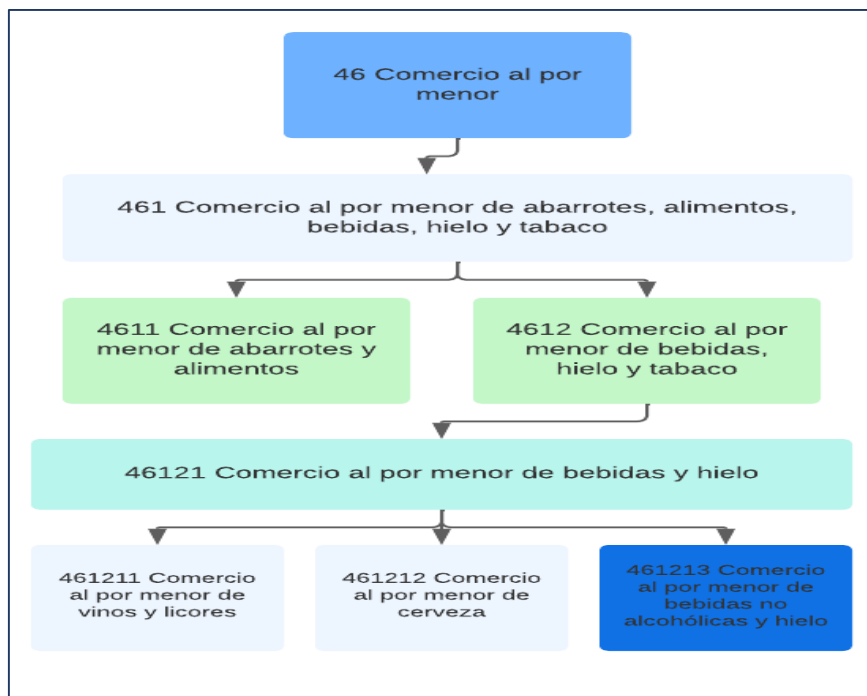 46 Comercio al por
menor
461 Comercio al por menor de abarrotes, alimentos,
bebidas, hielo y tabaco
4611 Comercio al por
menor de abarrotes y
alimentos
4612 Comercio al por
menor de bebidas,
hielo y tabaco
46121 Comercio al por menor de bebidas y hielo
461211 Comercio
al por menor de
vinos y licores
461212 Comercio
al por menor de
cerveza
461213 Comercio
al por menor de
bebidas no
alcohólicas y hielo